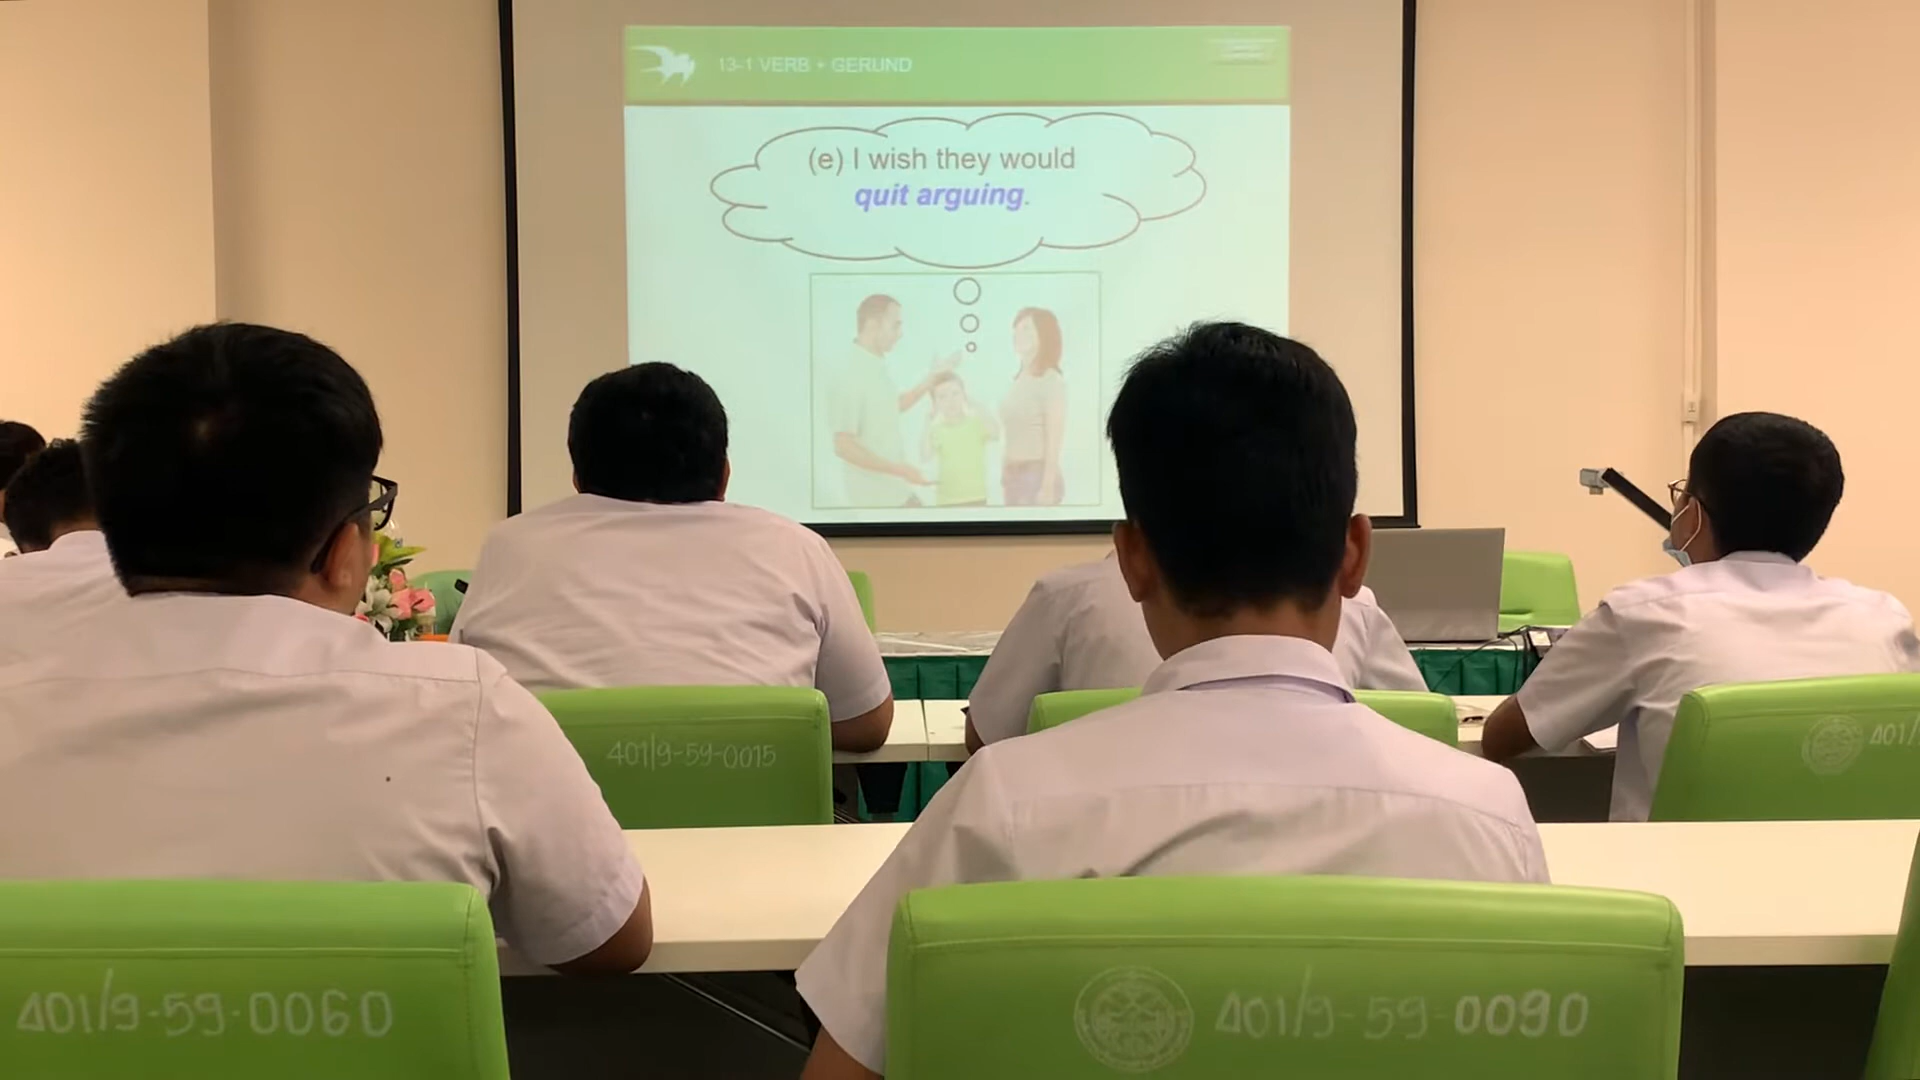 13-1 VERB + GERUND
(e) I wish they would
quit arguing.
401/9-59-0015
401/
401/9-59-0060
401/9-59-0090